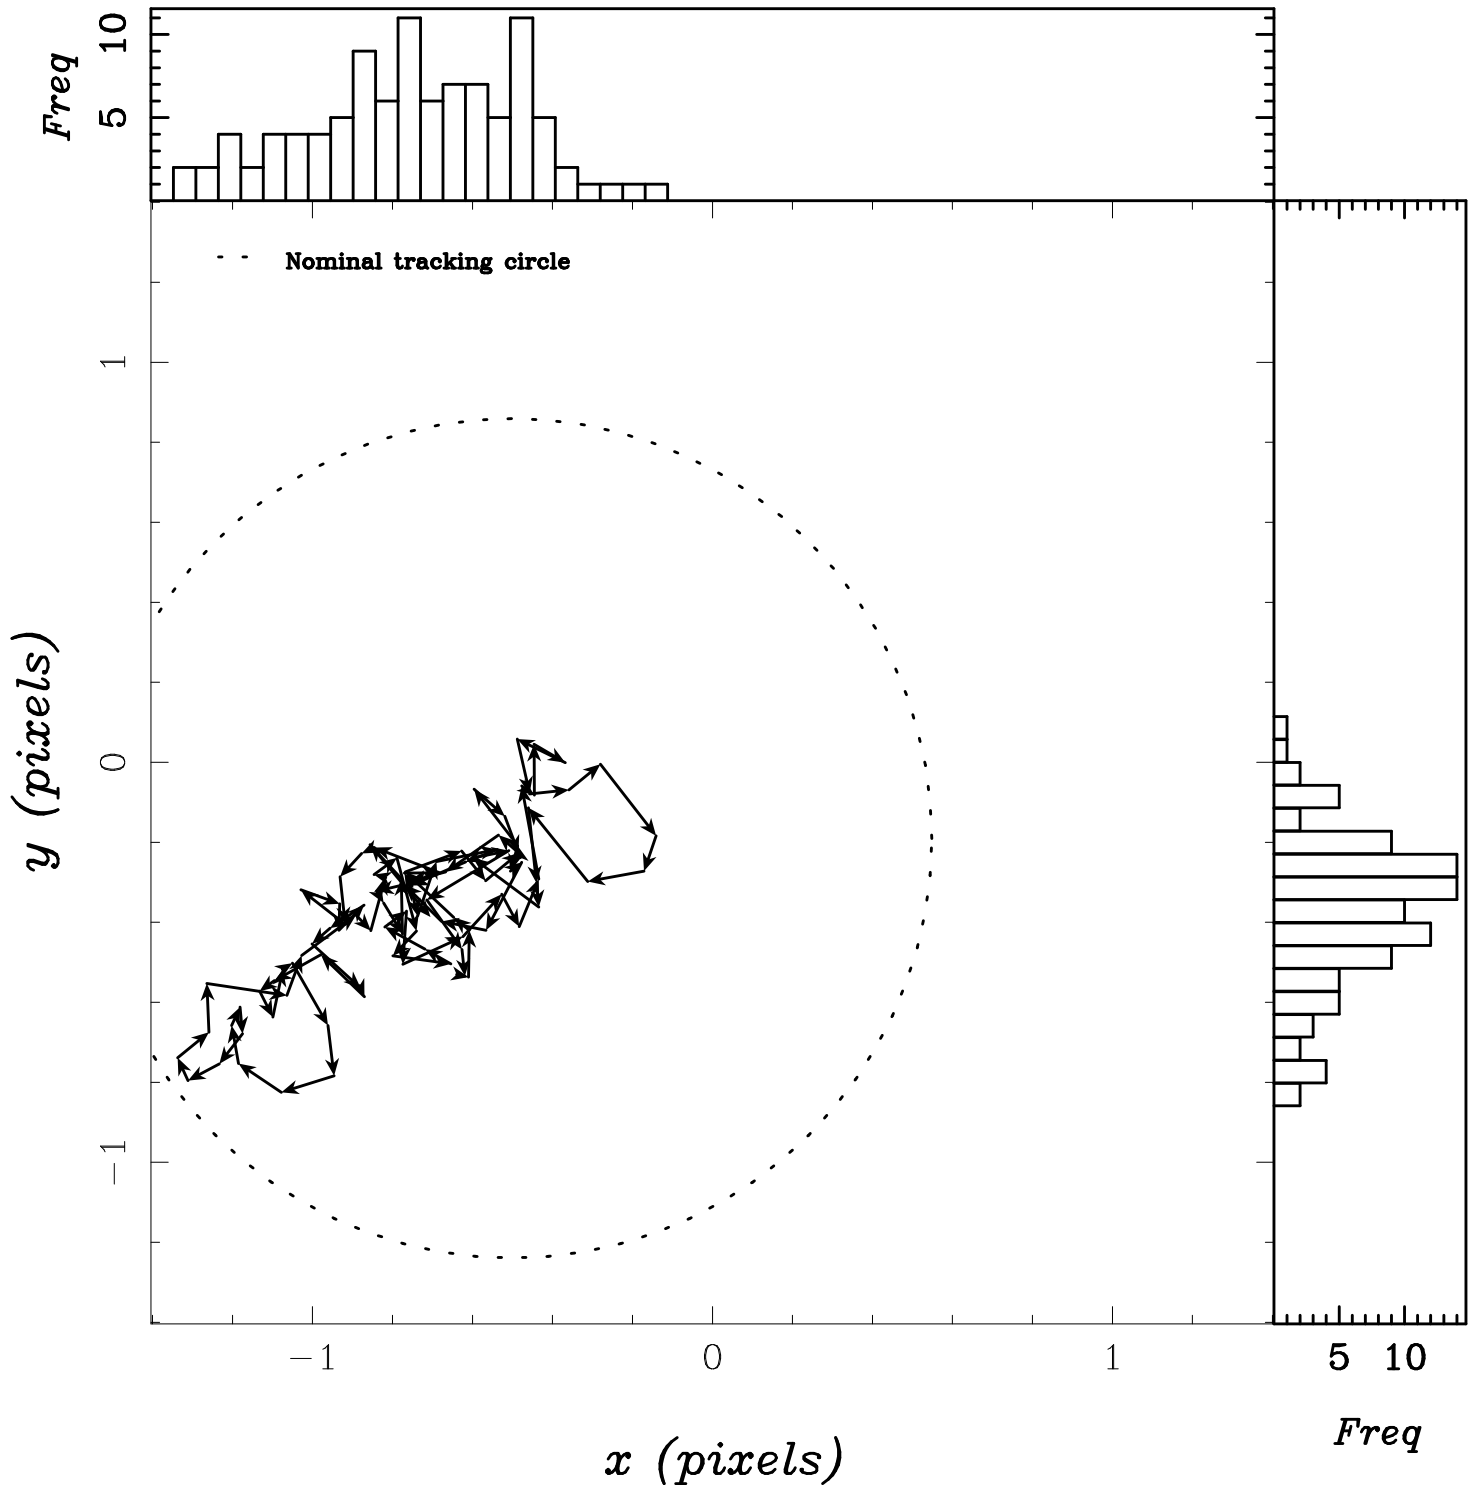 Freq
10
5
Nominal tracking circle
1
0
−1
y (pixels)
−1 0 1
5 10
x (pixels)
Freq